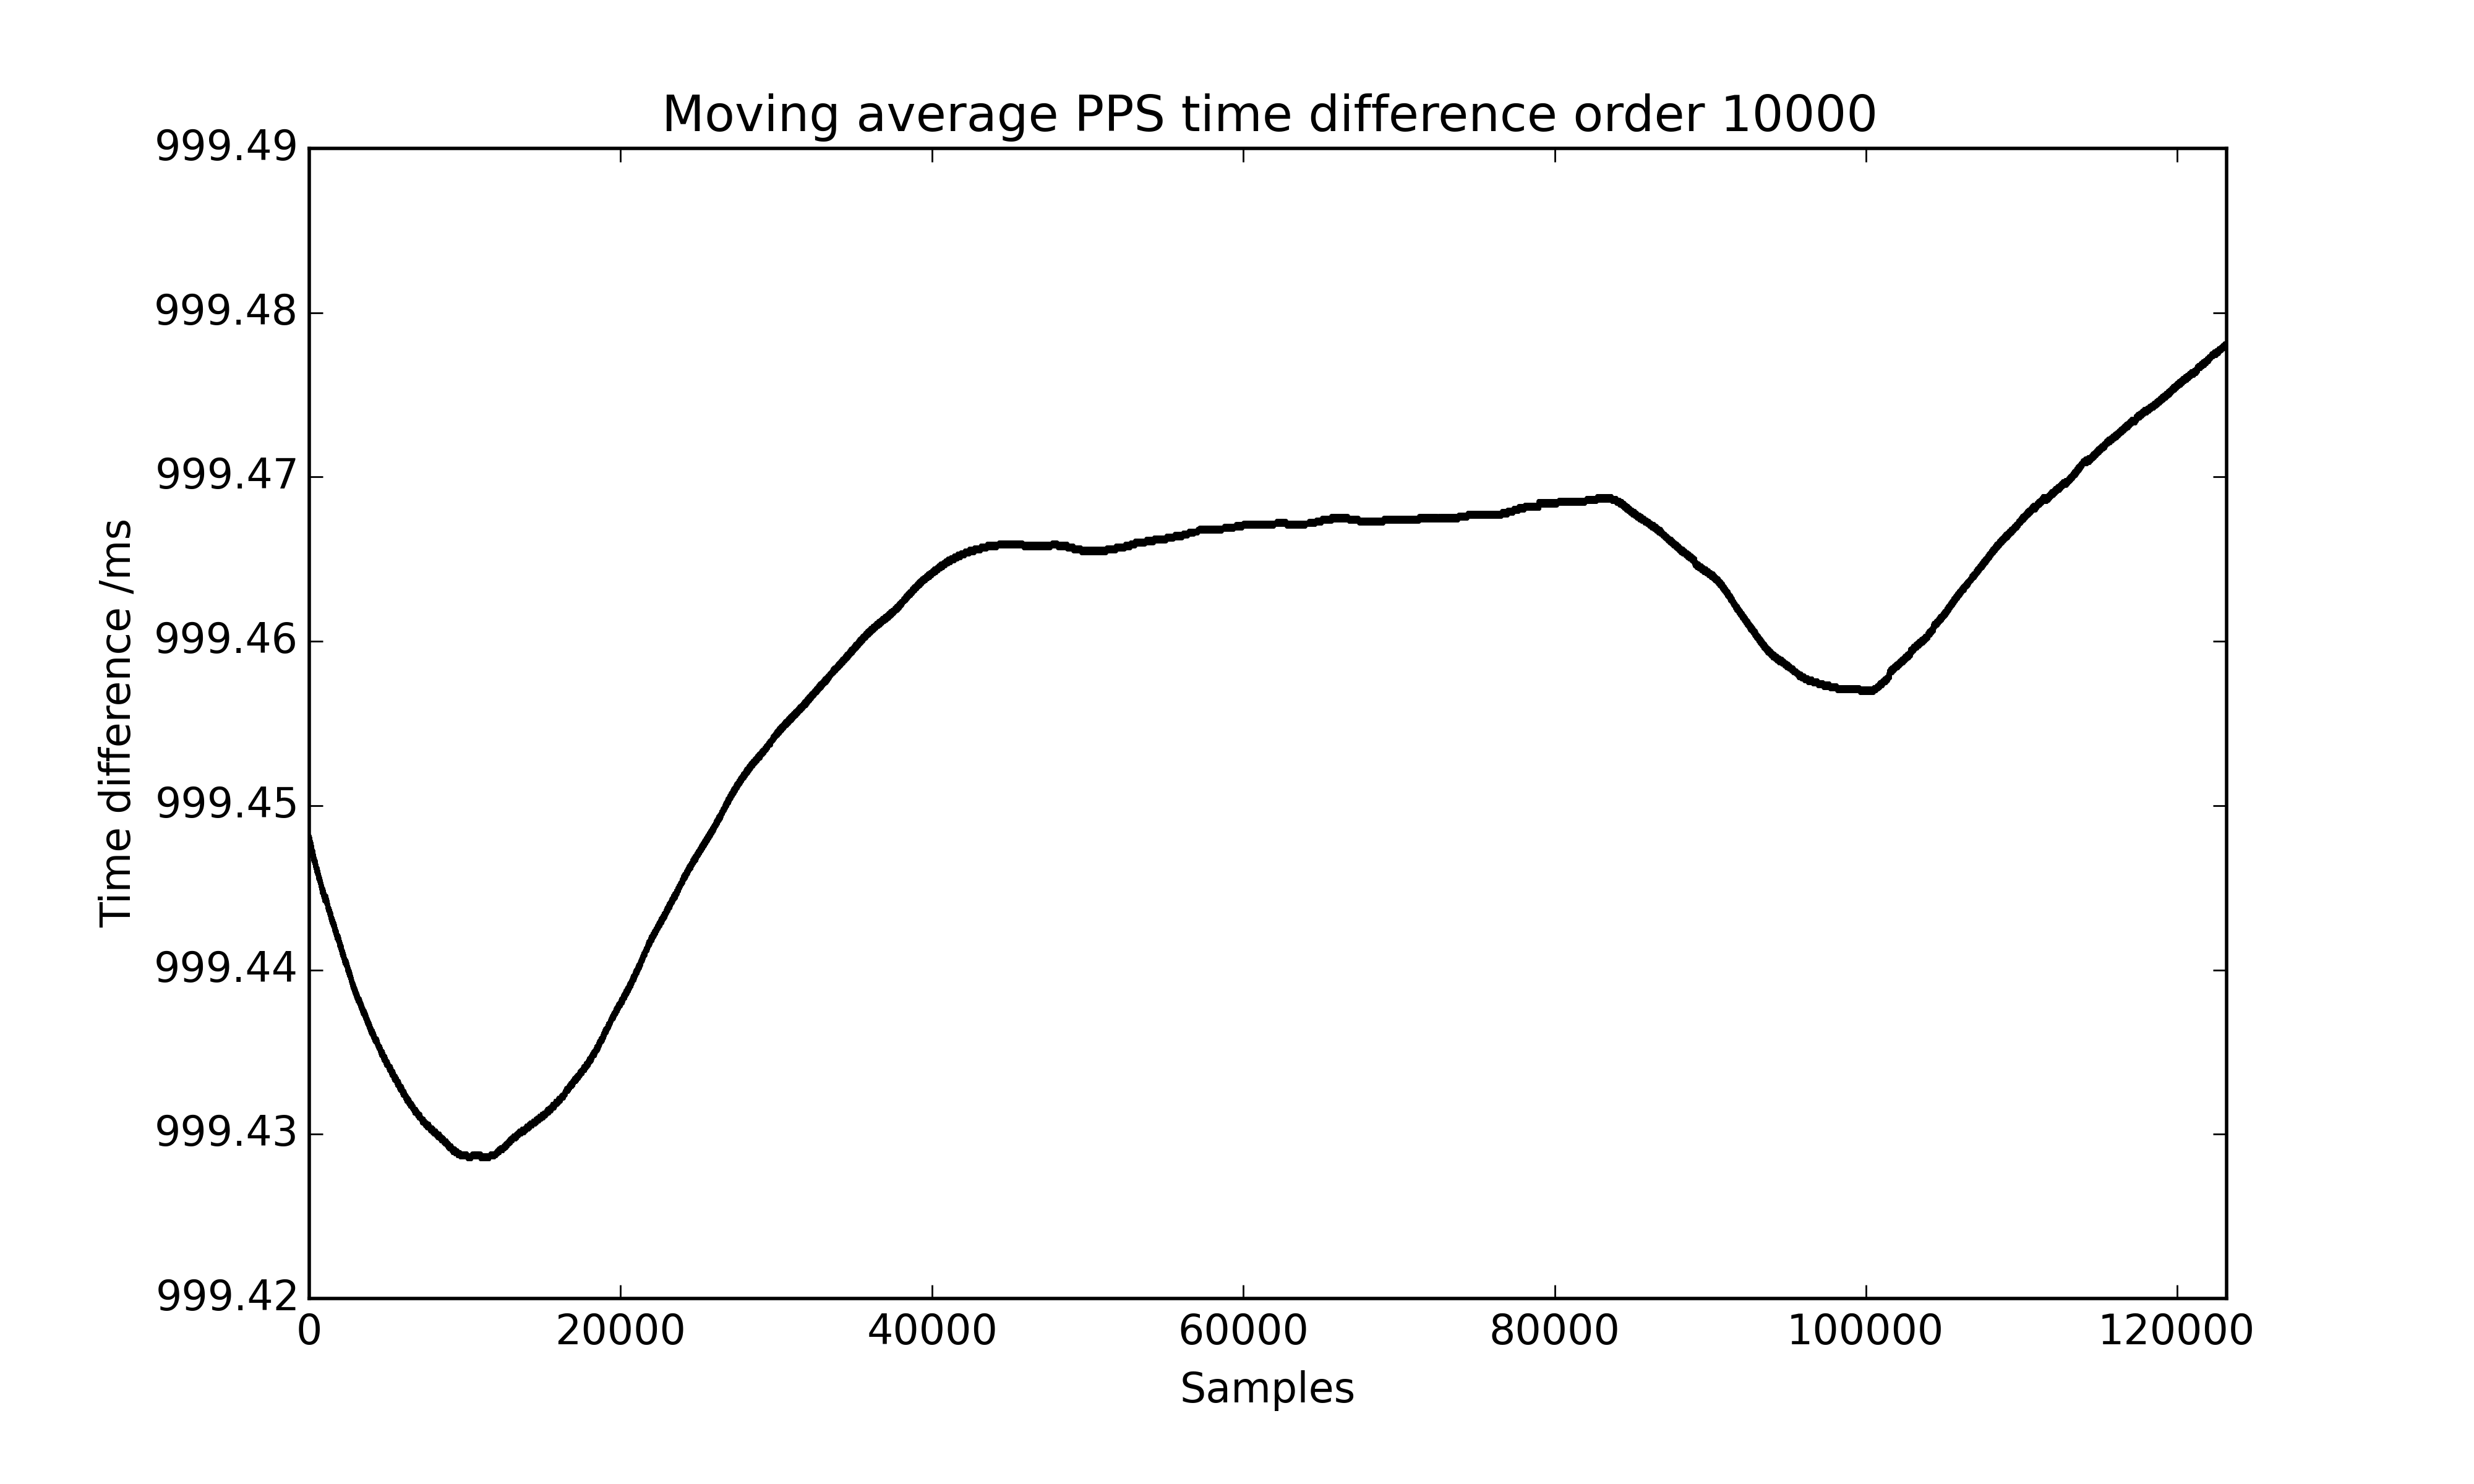 Moving average PPS time difference order 10000
999.49
999.48
999.47
999.46
999.45
999.44
999.43
999.42
Time difference /ms
0 20000 40000 60000 80000 100000 120000
Samples